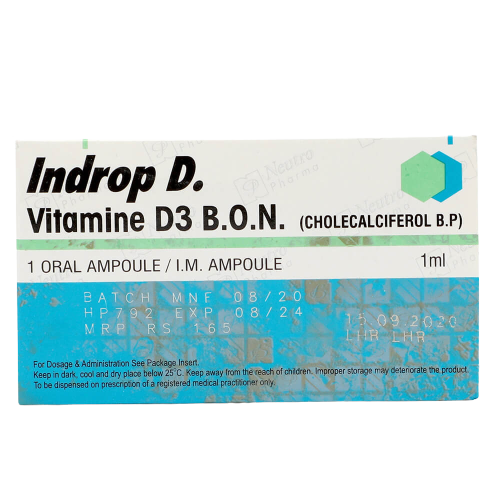 Neutro
Pharma
Indrop D.
Vitamine D3 B.O.N. (CHOLECALCIFEROL B.P)
1 ORAL AMPOULE / I.M. AMPOULE 1ml
BATCH MNF 08/20
HP792 EXP 08/24 15.09.2020
MRP RS 165 LHR LHR
For Dosage & Administration See Package Insert.
Keep in dark, cool and dry place below 25°C. Keep away from the reach of children. Improper storage may deteriorate the product.
To be dispensed on prescription of a registered medical practitioner only.